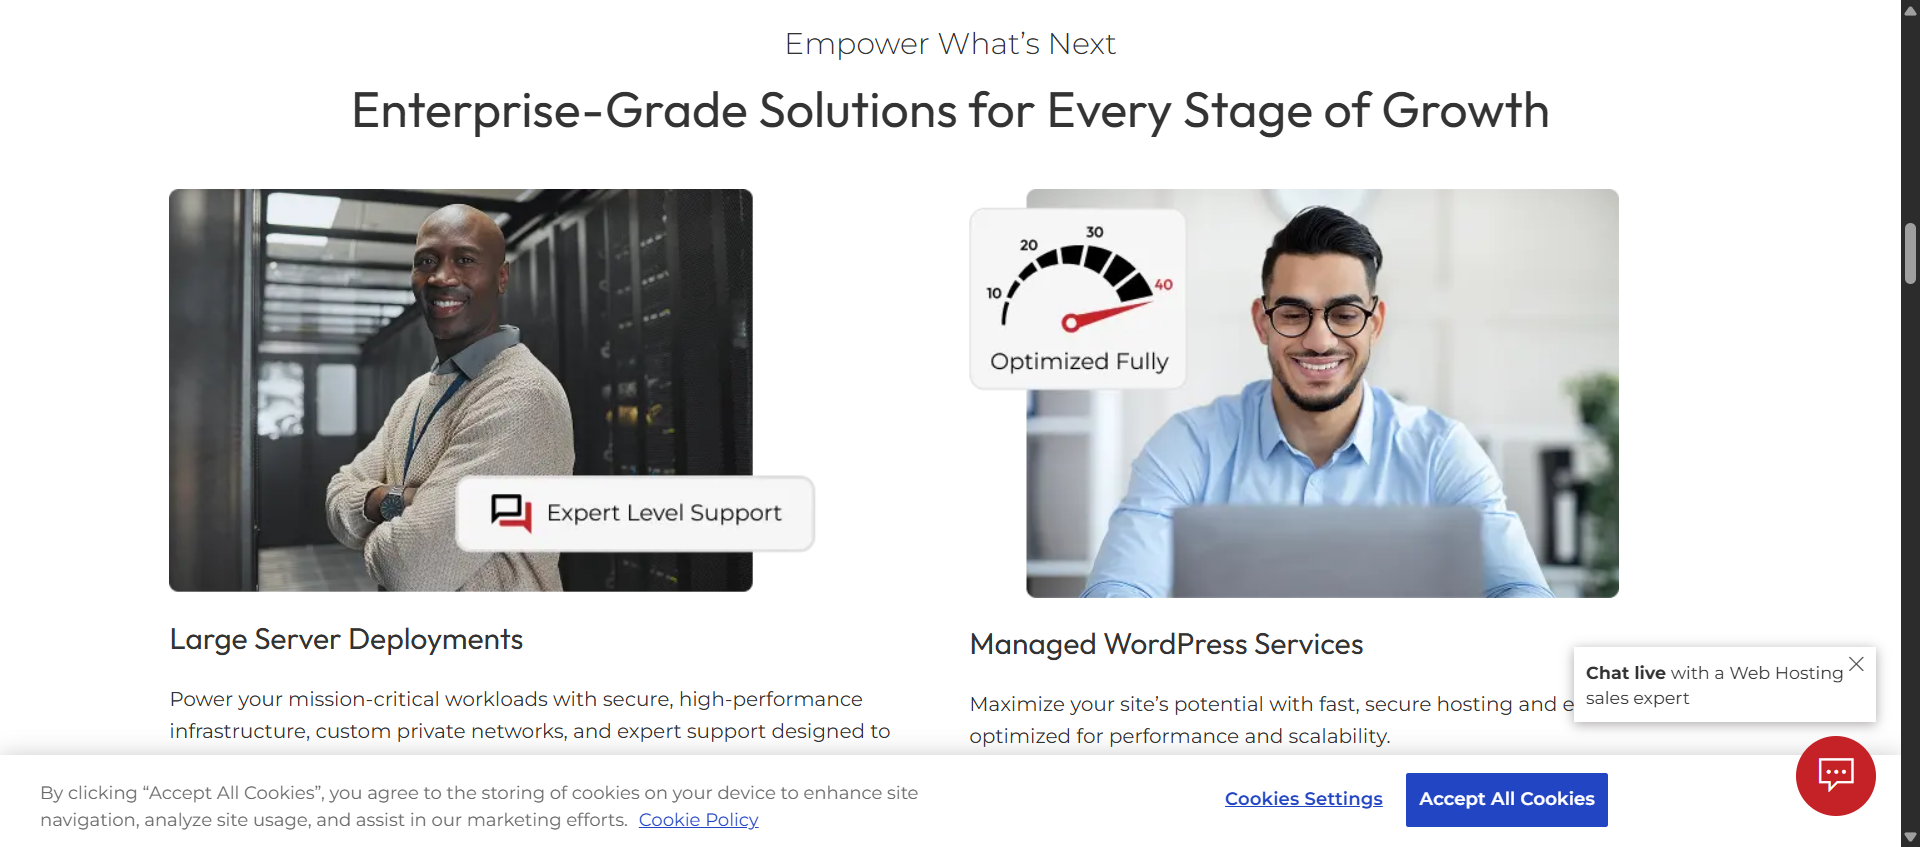 Empower What’s Next
Enterprise-Grade Solutions for Every Stage of Growth
Expert Level Support
10
20
30
40
Optimized Fully
Large Server Deployments
Power your mission-critical workloads with secure, high-performance
infrastructure, custom private networks, and expert support designed to
Managed WordPress Services
Maximize your site’s potential with fast, secure hosting and
optimized for performance and scalability.
Chat live with a Web Hosting
sales expert
By clicking “Accept All Cookies”, you agree to the storing of cookies on your device to enhance site
navigation, analyze site usage, and assist in our marketing efforts. Cookie Policy
Cookies Settings
Accept All Cookies